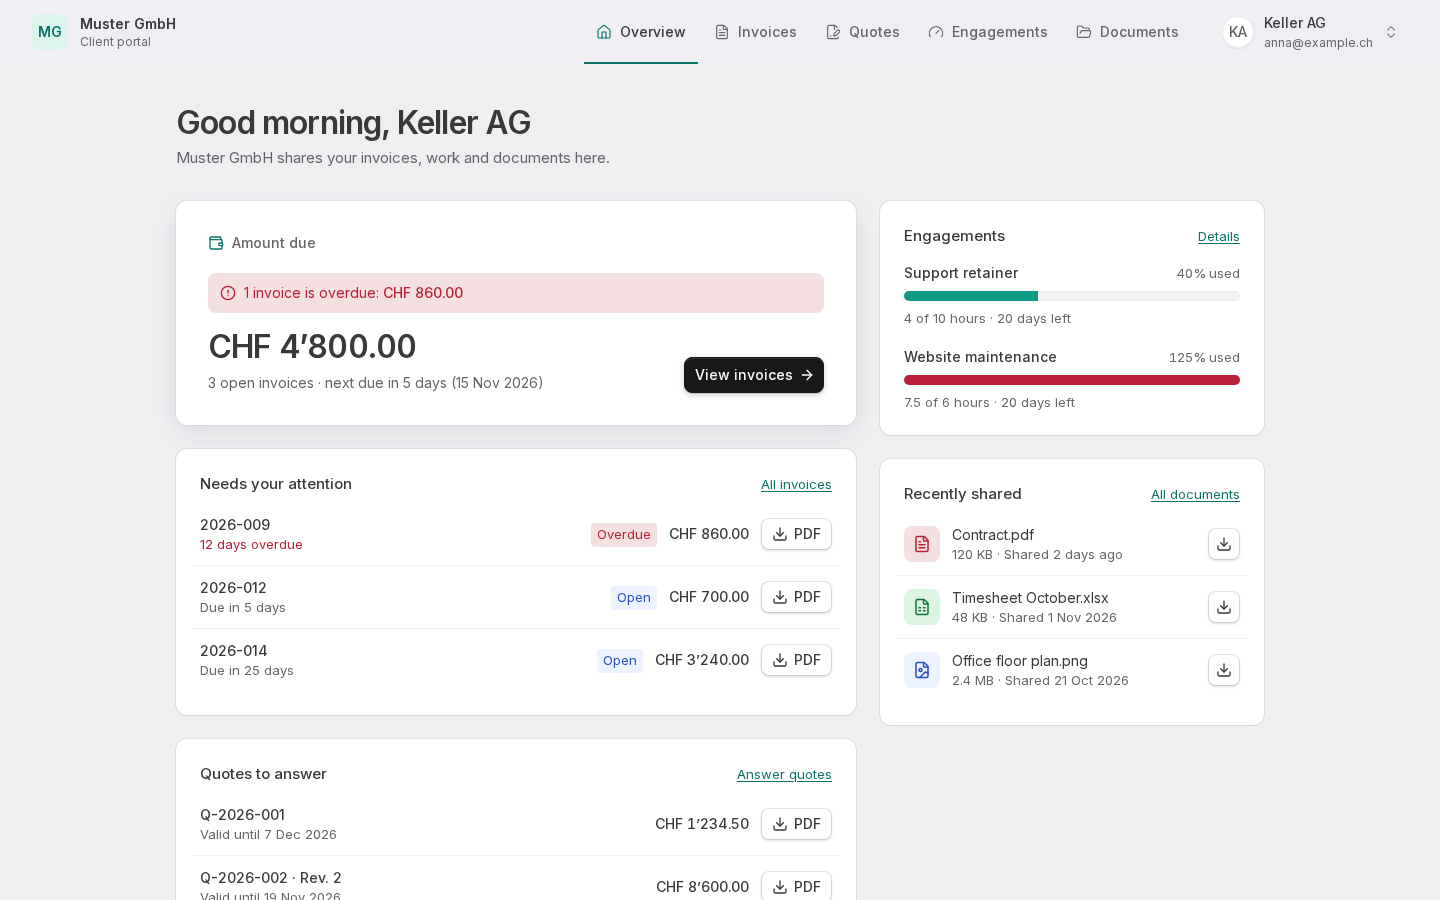 MG
Muster GmbH
Client portal
Overview
Invoices
Quotes
Engagements
Documents
KA
Keller AG
anna@example.ch
Good morning, Keller AG
Muster GmbH shares your invoices, work and documents here.
Amount due
1 invoice is overdue: CHF 860.00
CHF 4’800.00
3 open invoices · next due in 5 days (15 Nov 2026)
View invoices
Needs your attention
All invoices
2026-009
12 days overdue
Overdue
CHF 860.00
PDF
2026-012
Due in 5 days
Open
CHF 700.00
PDF
2026-014
Due in 25 days
Open
CHF 3’240.00
PDF
Quotes to answer
Answer quotes
Q-2026-001
Valid until 7 Dec 2026
CHF 1’234.50
PDF
Q-2026-002 · Rev. 2
Valid until 19 Nov 2026
CHF 8’600.00
PDF
Engagements
Details
Support retainer
40% used
4 of 10 hours · 20 days left
Website maintenance
125% used
7.5 of 6 hours · 20 days left
Recently shared
All documents
Contract.pdf
120 KB · Shared 2 days ago
Timesheet October.xlsx
48 KB · Shared 1 Nov 2026
Office floor plan.png
2.4 MB · Shared 21 Oct 2026